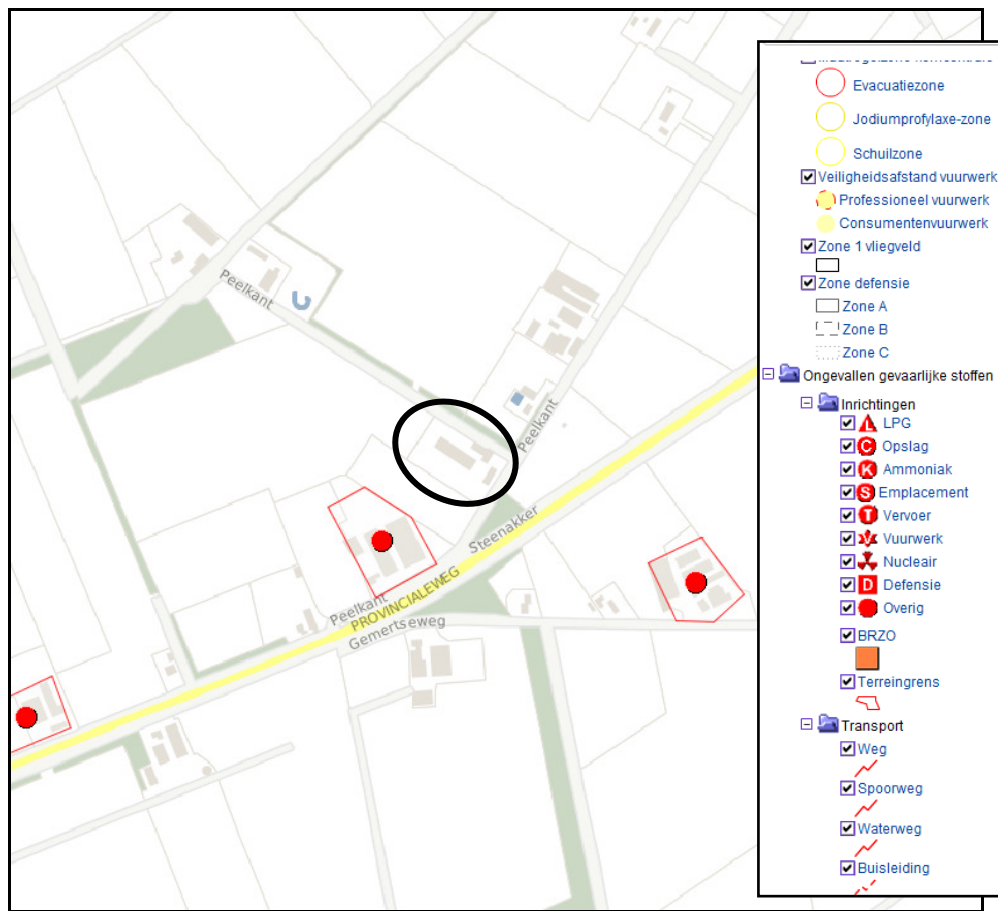 Peelkant
Peelkant
Steenakker
PROVINCIALEWEG
Peelkant
Gemertseweg
Evacuatiezone
Jodiumprofylaxe-zone
Schuilzone
Veiligheidsafstand vuurwerk
Professioneel vuurwerk
Consumentenvuurwerk
Zone 1 vliegveld
Zone defensie
Zone A
Zone B
Zone C
Ongevallen gevaarlijke stoffen
Inrichtingen
L LPG
C Opslag
K Ammoniak
S Emplacement
T Vervoer
Vuurwerk
Nucleair
D Defensie
Overig
BRZO
Terreingrens
Transport
Weg
Spoorweg
Waterweg
Buisleiding